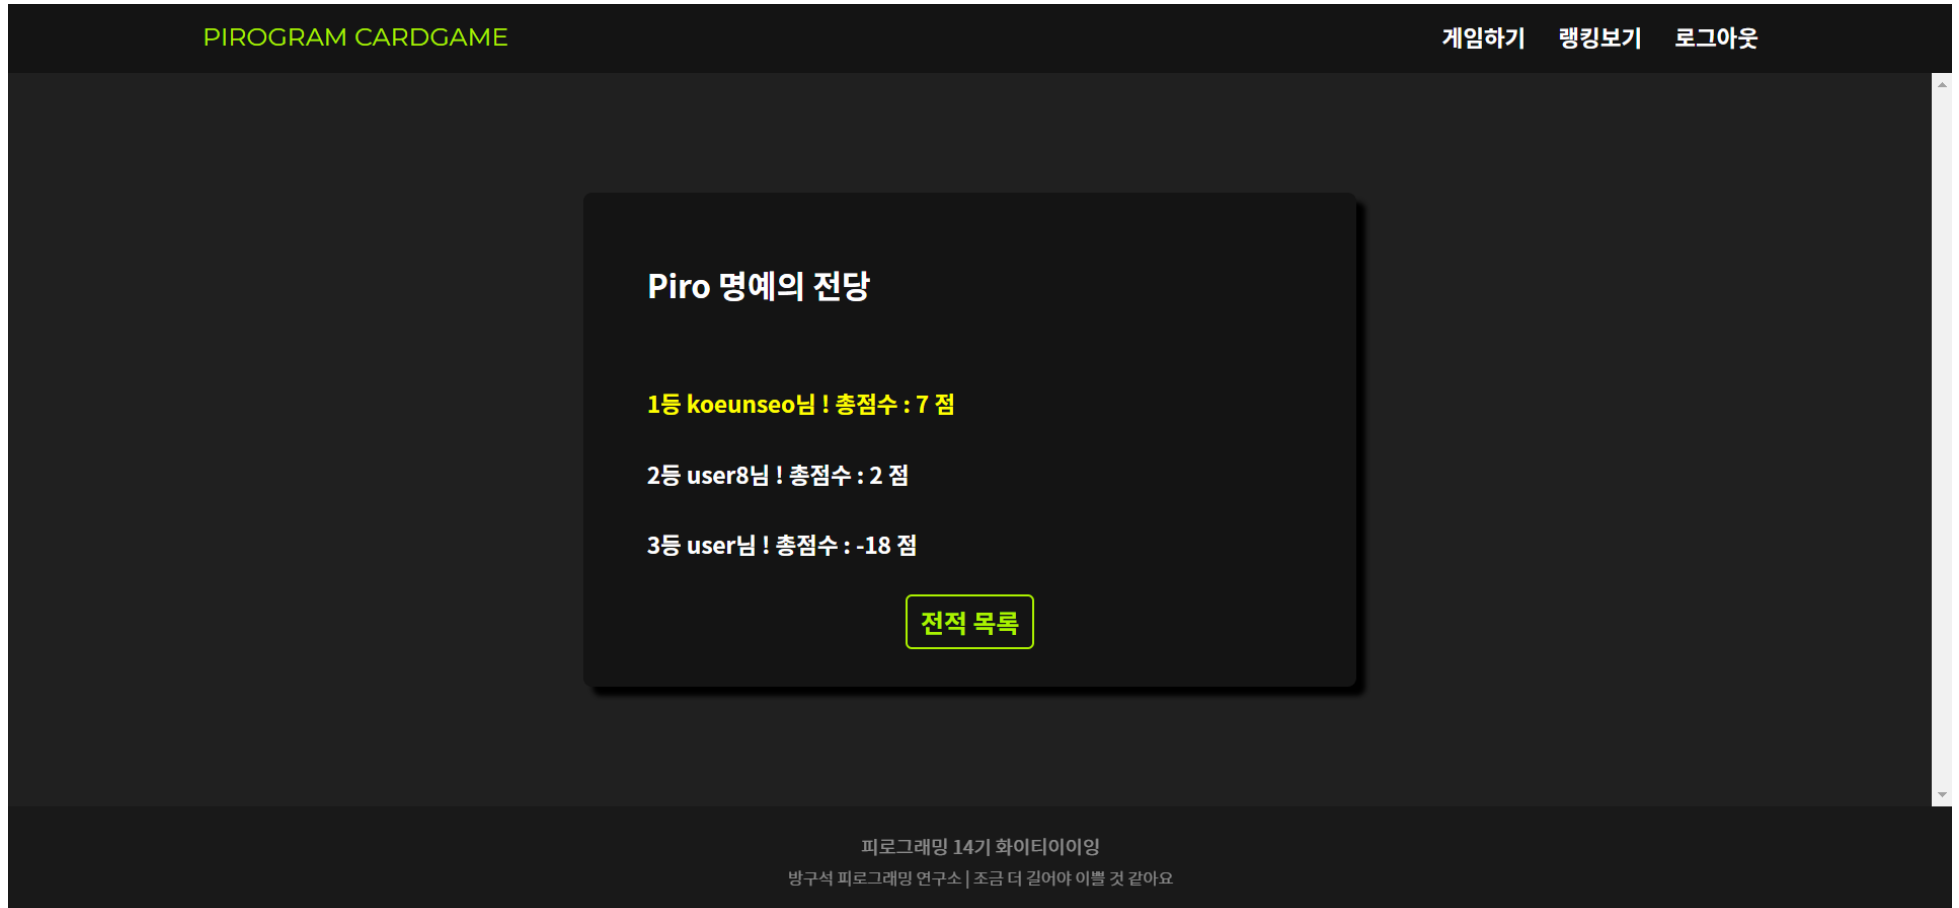 PIROGRAM CARDGAME
게임하기 랭킹보기 로그아웃
Piro 명예의 전당
1등 koeunseo님 ! 총점수 : 7 점
2등 user8님 ! 총점수 : 2 점
3등 user님 ! 총점수 : -18 점
전적 목록
피로그래밍 14기 화이티이이잉
방구석 피로그래밍 연구소 | 조금 더 길어야 이쁠 것 같아요